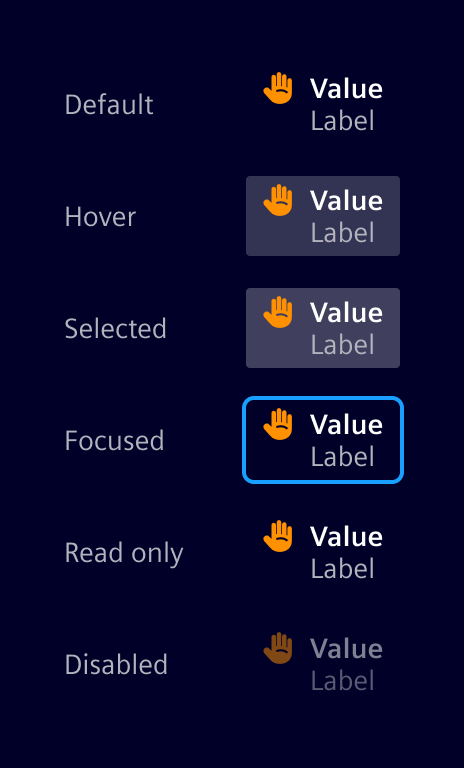 Default
Value
Label
Hover
Value
Label
Selected
Value
Label
Focused
Value
Label
Read only
Value
Label
Disabled
Value
Label